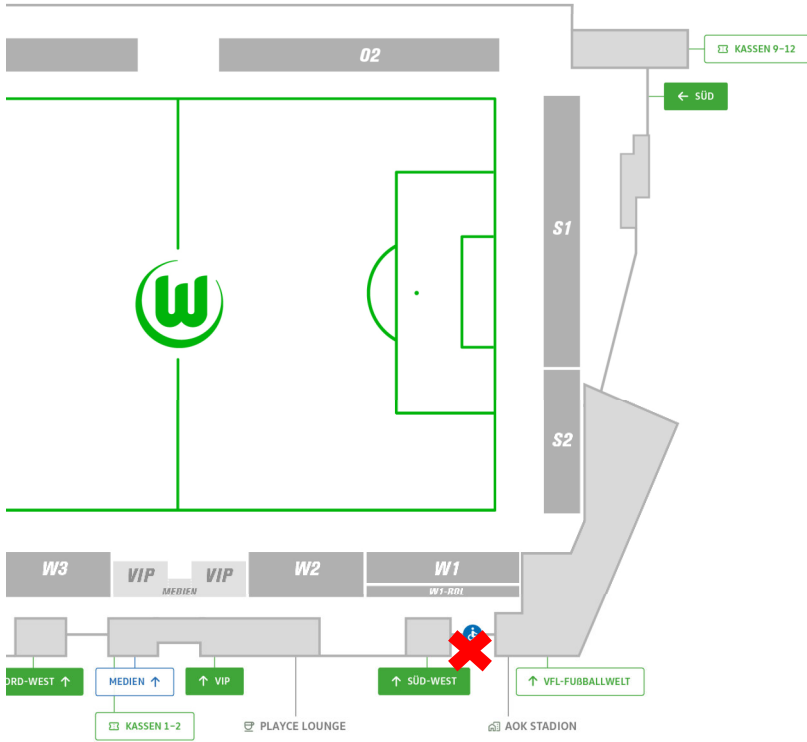 O2
KASSEN 9–12
← SÜD
S1
S2
W3
VIP
VIP
MEDIEN
W2
W1
W1-ROL
ORD-WEST ↑
MEDIEN ↑
↑ VIP
↑ SÜD-WEST
↑ VFL-FUßBALLWELT
KASSEN 1–2
PLAYCE LOUNGE
AOK STADION